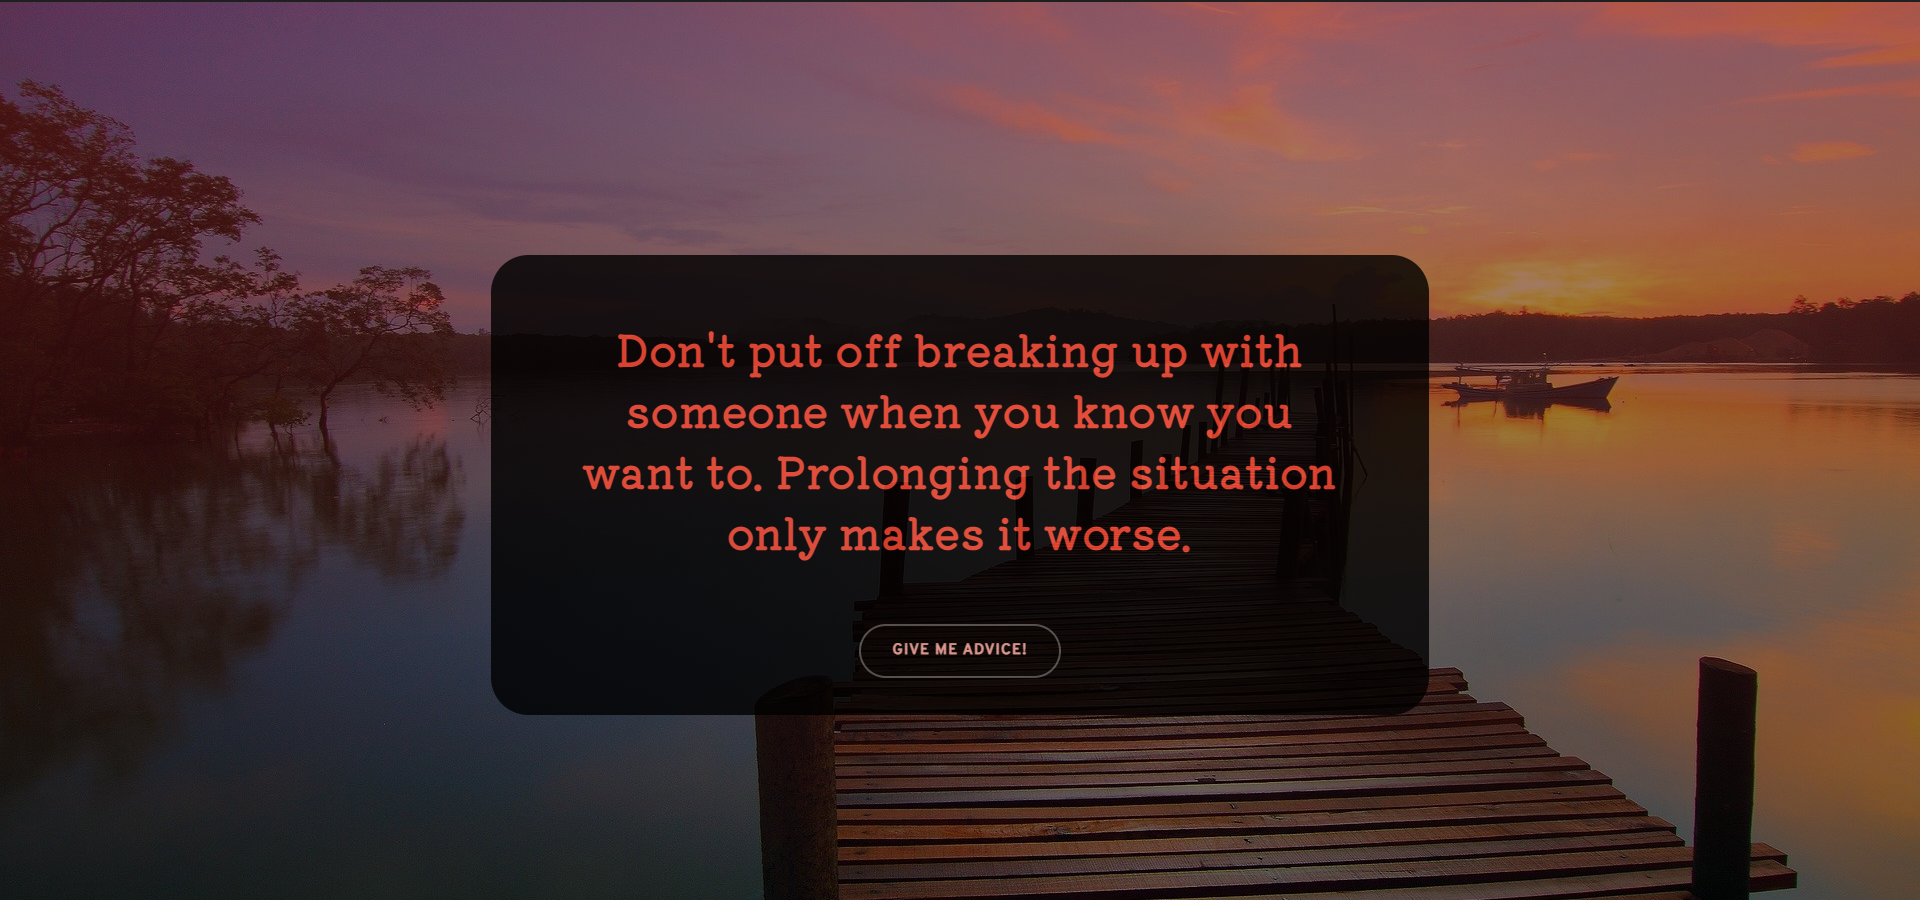 Don't put off breaking up with
someone when you know you
want to. Prolonging the situation
only makes it worse.
GIVE ME ADVICE!